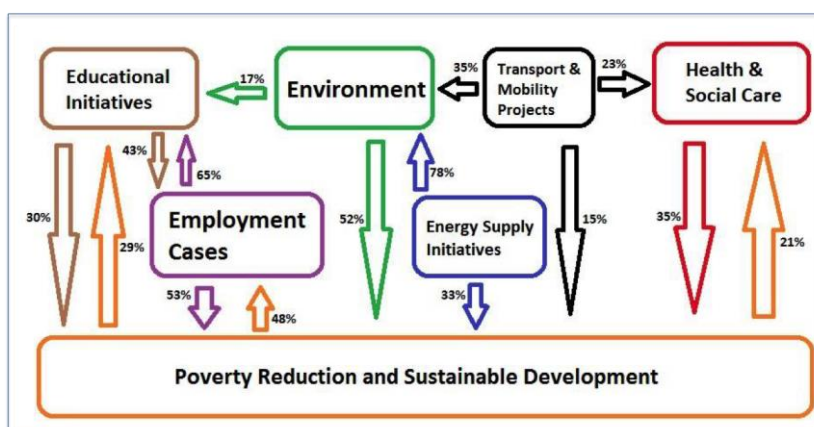 Educational
Initiatives
17%
Environment
35%
Transport &
Mobility
Projects
23%
Health &
Social Care
43%
65%
78%
30%
29%
Employment
Cases
52%
Energy Supply
Initiatives
15%
35%
21%
53%
48%
33%
Poverty Reduction and Sustainable Development